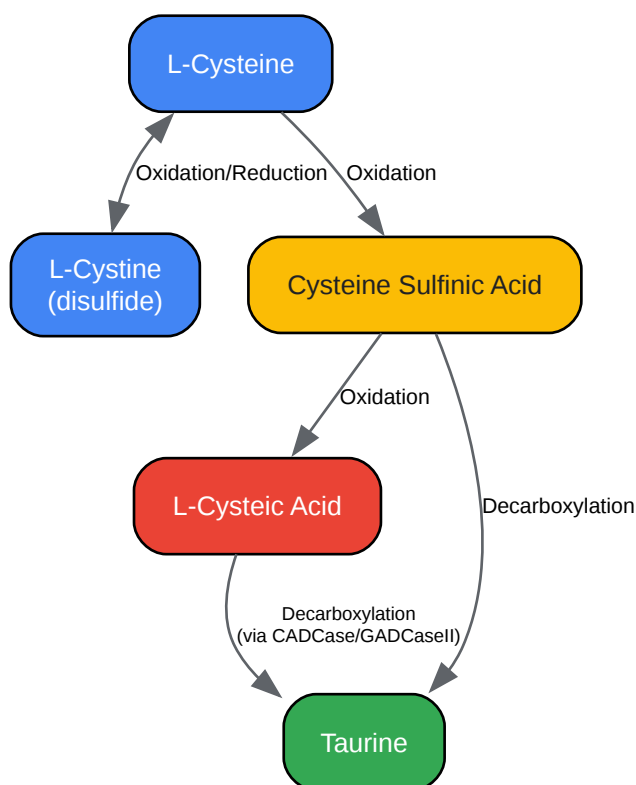 L-Cysteine
Oxidation/Reduction
Oxidation
L-Cystine
(disulfide)
Cysteine Sulfinic Acid
Oxidation
L-Cysteic Acid
Decarboxylation
Decarboxylation
(via CADCase/GADCaseII)
Taurine